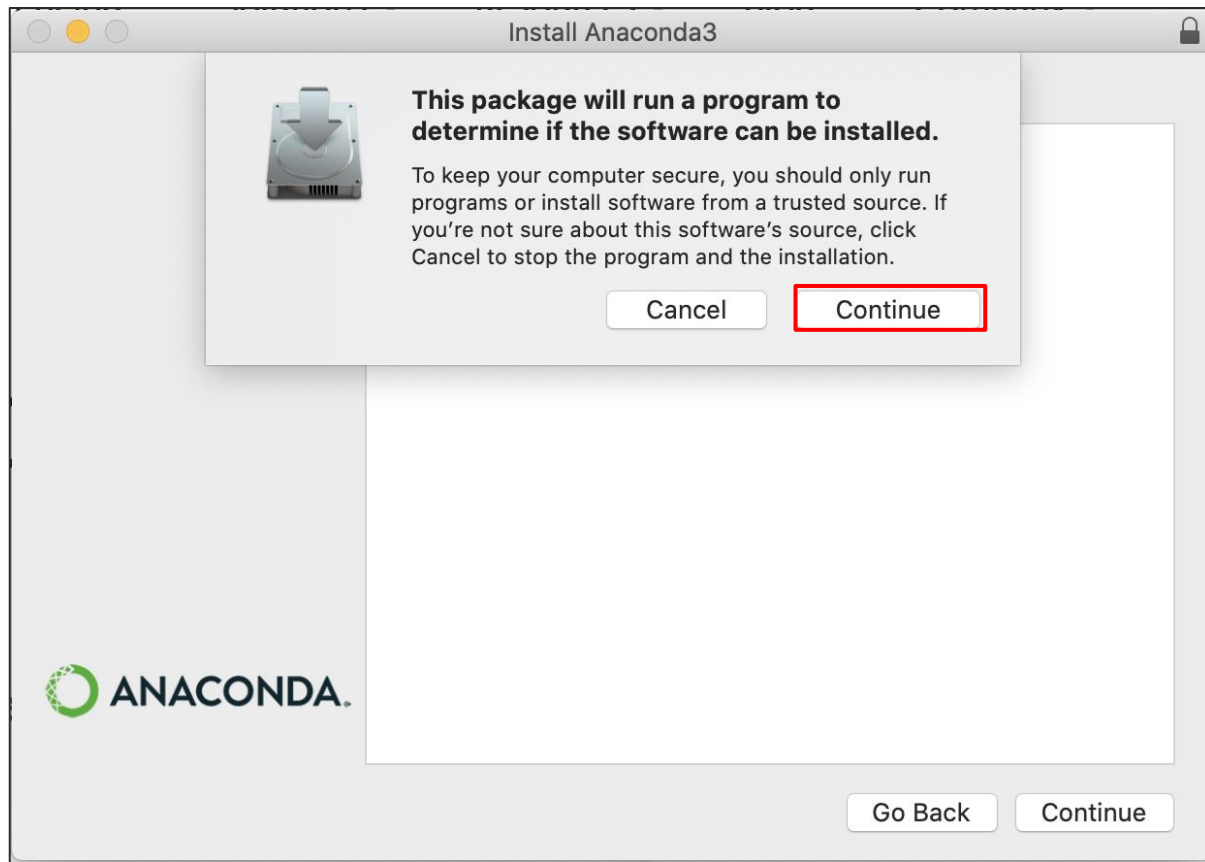 Install Anaconda3
This package will run a program to
determine if the software can be installed.
To keep your computer secure, you should only run
programs or install software from a trusted source. If
you’re not sure about this software’s source, click
Cancel to stop the program and the installation.
Cancel
Continue
ANACONDA.
Go Back
Continue